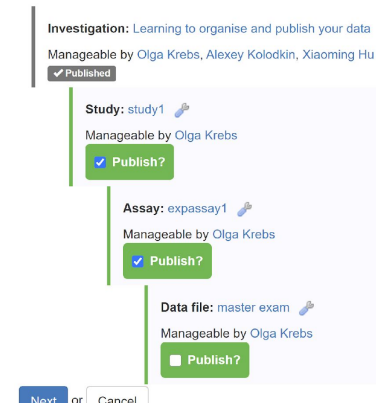 Investigation: Learning to organise and publish your data
Manageable by Olga Krebs, Alexey Kolodkin, Xiaoming Hu
✔ Published
Study: study1
Manageable by Olga Krebs
Publish?
Assay: expassay1
Manageable by Olga Krebs
Publish?
Data file: master exam
Manageable by Olga Krebs
Publish?
Next or Cancel